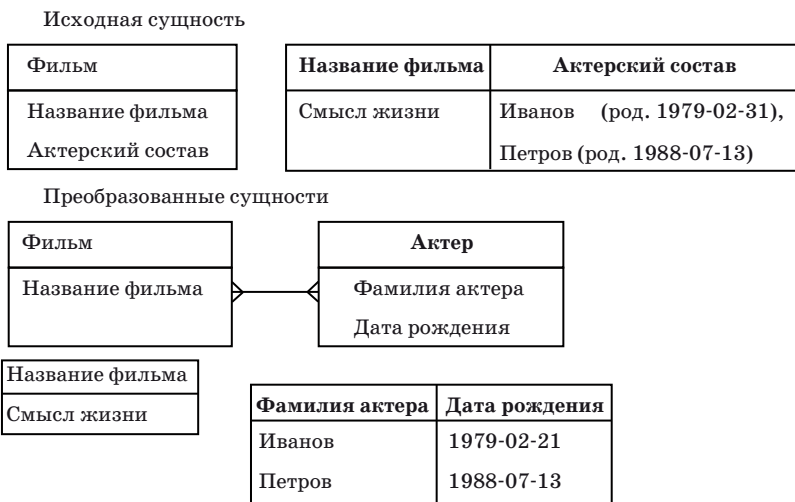 Исходная сущность
Фильм
Название фильма
Актерский состав
Название фильма Актерский состав
Смысл жизни Иванов (род. 1979-02-31),
Петров (род. 1988-07-13)
Преобразованные сущности
Фильм
Название фильма
Актер
Фамилия актера
Дата рождения
Название фильма
Смысл жизни
Фамилия актера Дата рождения
Иванов 1979-02-21
Петров 1988-07-13